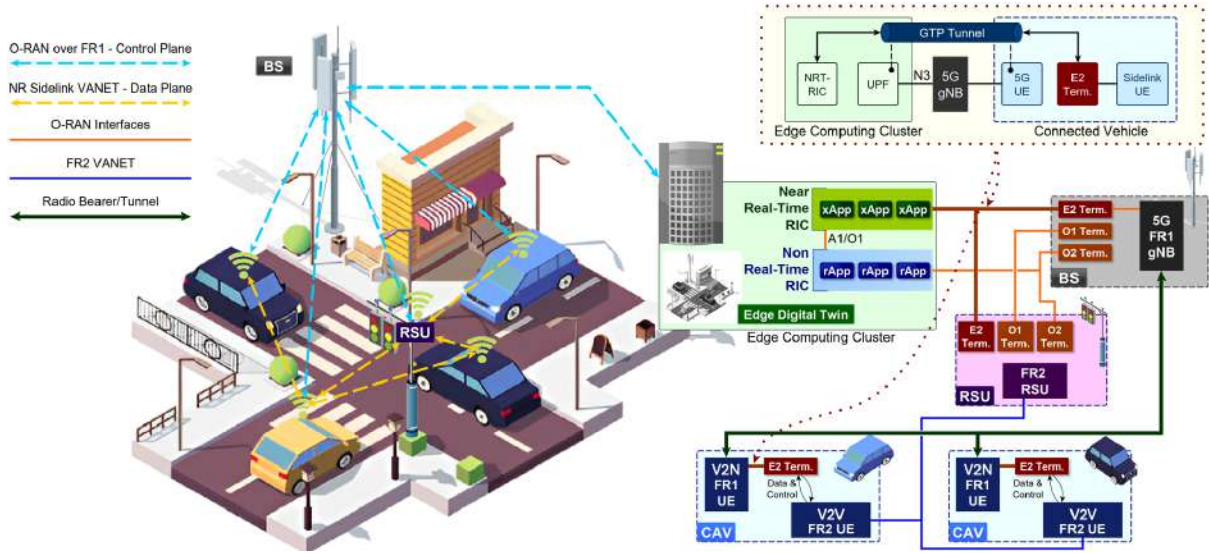 O-RAN over FR1 - Control Plane
NR Sidelink VANET - Data Plane
O-RAN Interfaces
FR2 VANET
Radio Bearer/Tunnel
BS
RSU
GTP Tunnel
NRT-
RIC
UPF
N3
5G
gNB
5G
UE
E2
Term.
Sidelink
UE
Edge Computing Cluster
Connected Vehicle
Near
Real-Time
RIC
xApp
xApp
xApp
A1/O1
Non
Real-Time
RIC
rApp
rApp
rApp
Edge Digital Twin
Edge Computing Cluster
E2 Term.
O1 Term.
O2 Term.
5G
FR1
gNB
BS
E2
Term.
O1
Term.
O2
Term.
FR2
RSU
RSU
V2N
FR1
UE
E2 Term.
Data &
Control
V2V
FR2 UE
CAV
V2N
FR1
UE
E2 Term.
Data &
Control
V2V
FR2 UE
CAV